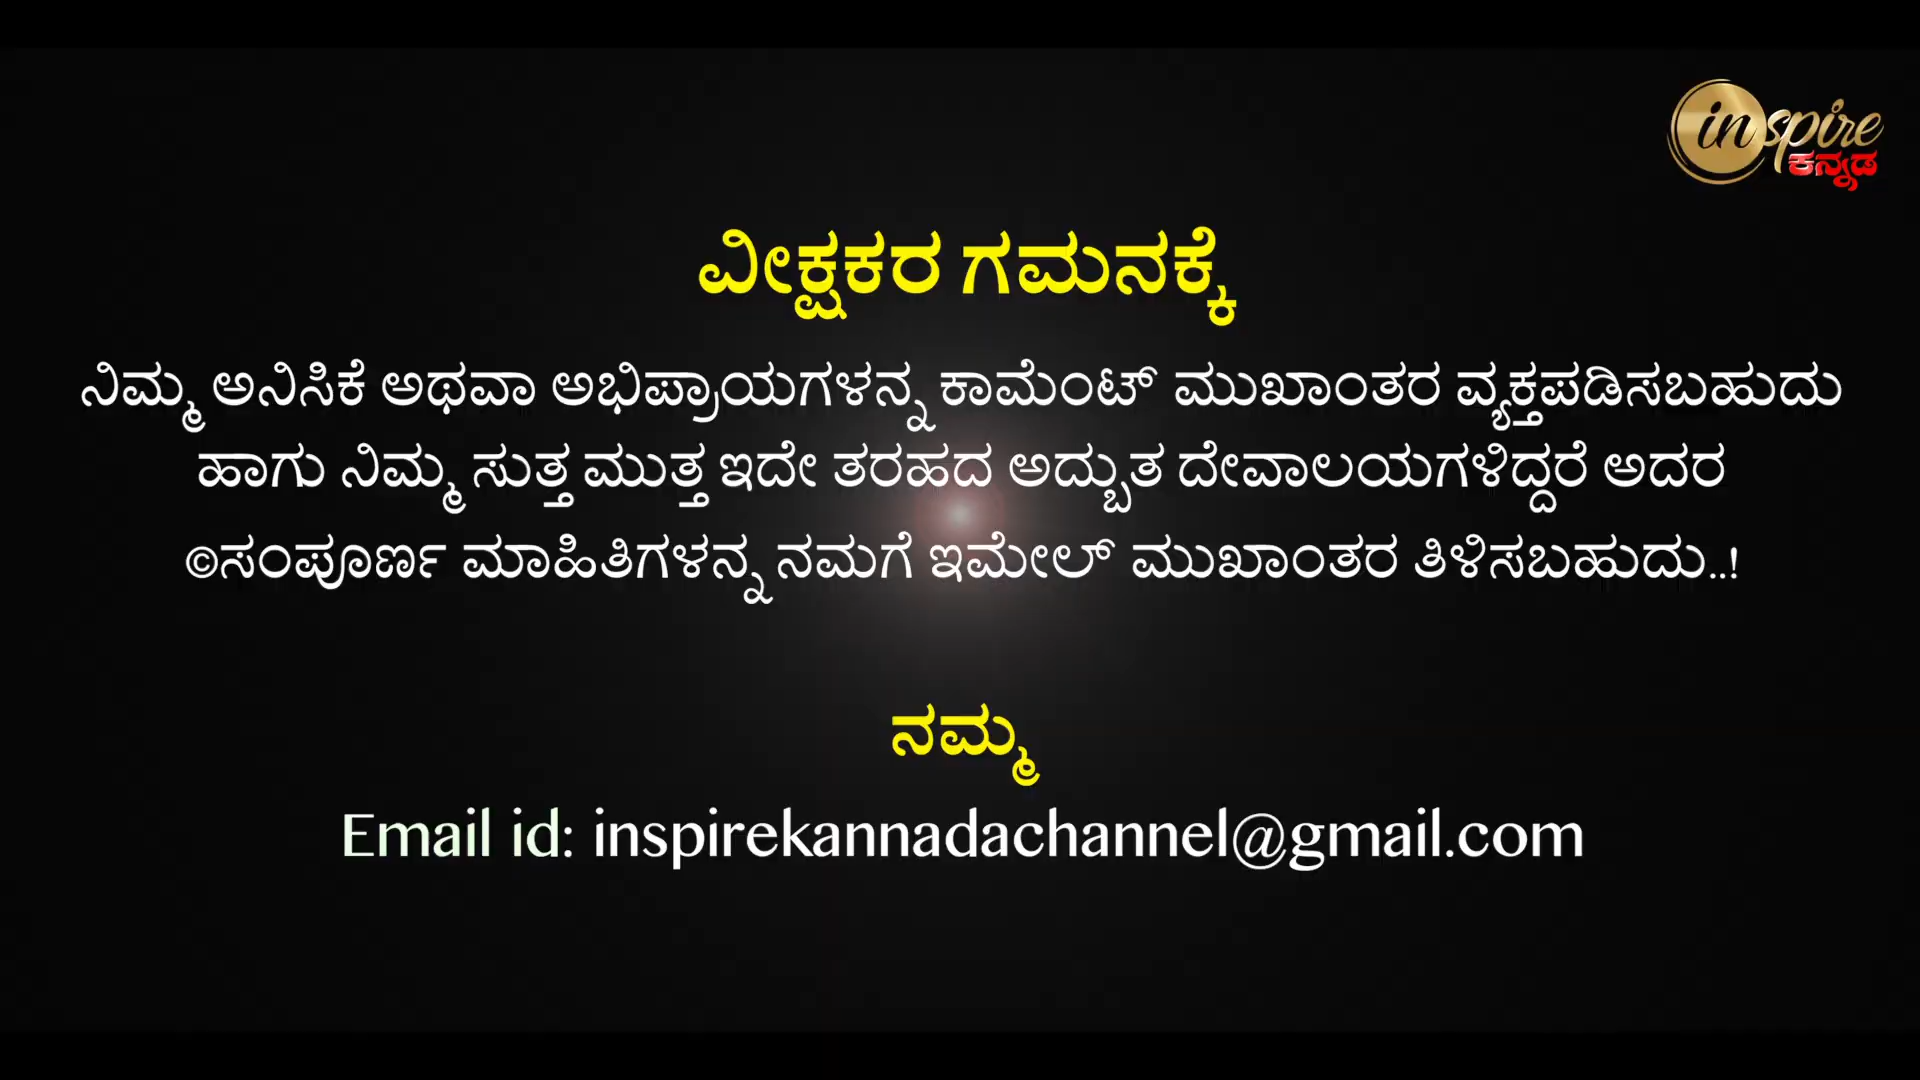 inspire
ಕನ್ನಡ
ವೀಕ್ಷಕರ ಗಮನಕ್ಕೆ
ನಿಮ್ಮ ಅನಿಸಿಕೆ ಅಥವಾ ಅಭಿಪ್ರಾಯಗಳನ್ನ ಕಾಮೆಂಟ್ ಮುಖಾಂತರ ವ್ಯಕ್ತಪಡಿಸಬಹುದು
ಹಾಗು ನಿಮ್ಮ ಸುತ್ತ ಮುತ್ತ ಇದೇ ತರಹದ ಅದ್ಬುತ ದೇವಾಲಯಗಳಿದ್ದರೆ ಅದರ
©ಸಂಪೂರ್ಣ ಮಾಹಿತಿಗಳನ್ನ ನಮಗೆ ಇಮೇಲ್ ಮುಖಾಂತರ ತಿಳಿಸಬಹುದು..!
ನಮ್ಮ
Email id: inspirekannadachannel@gmail.com